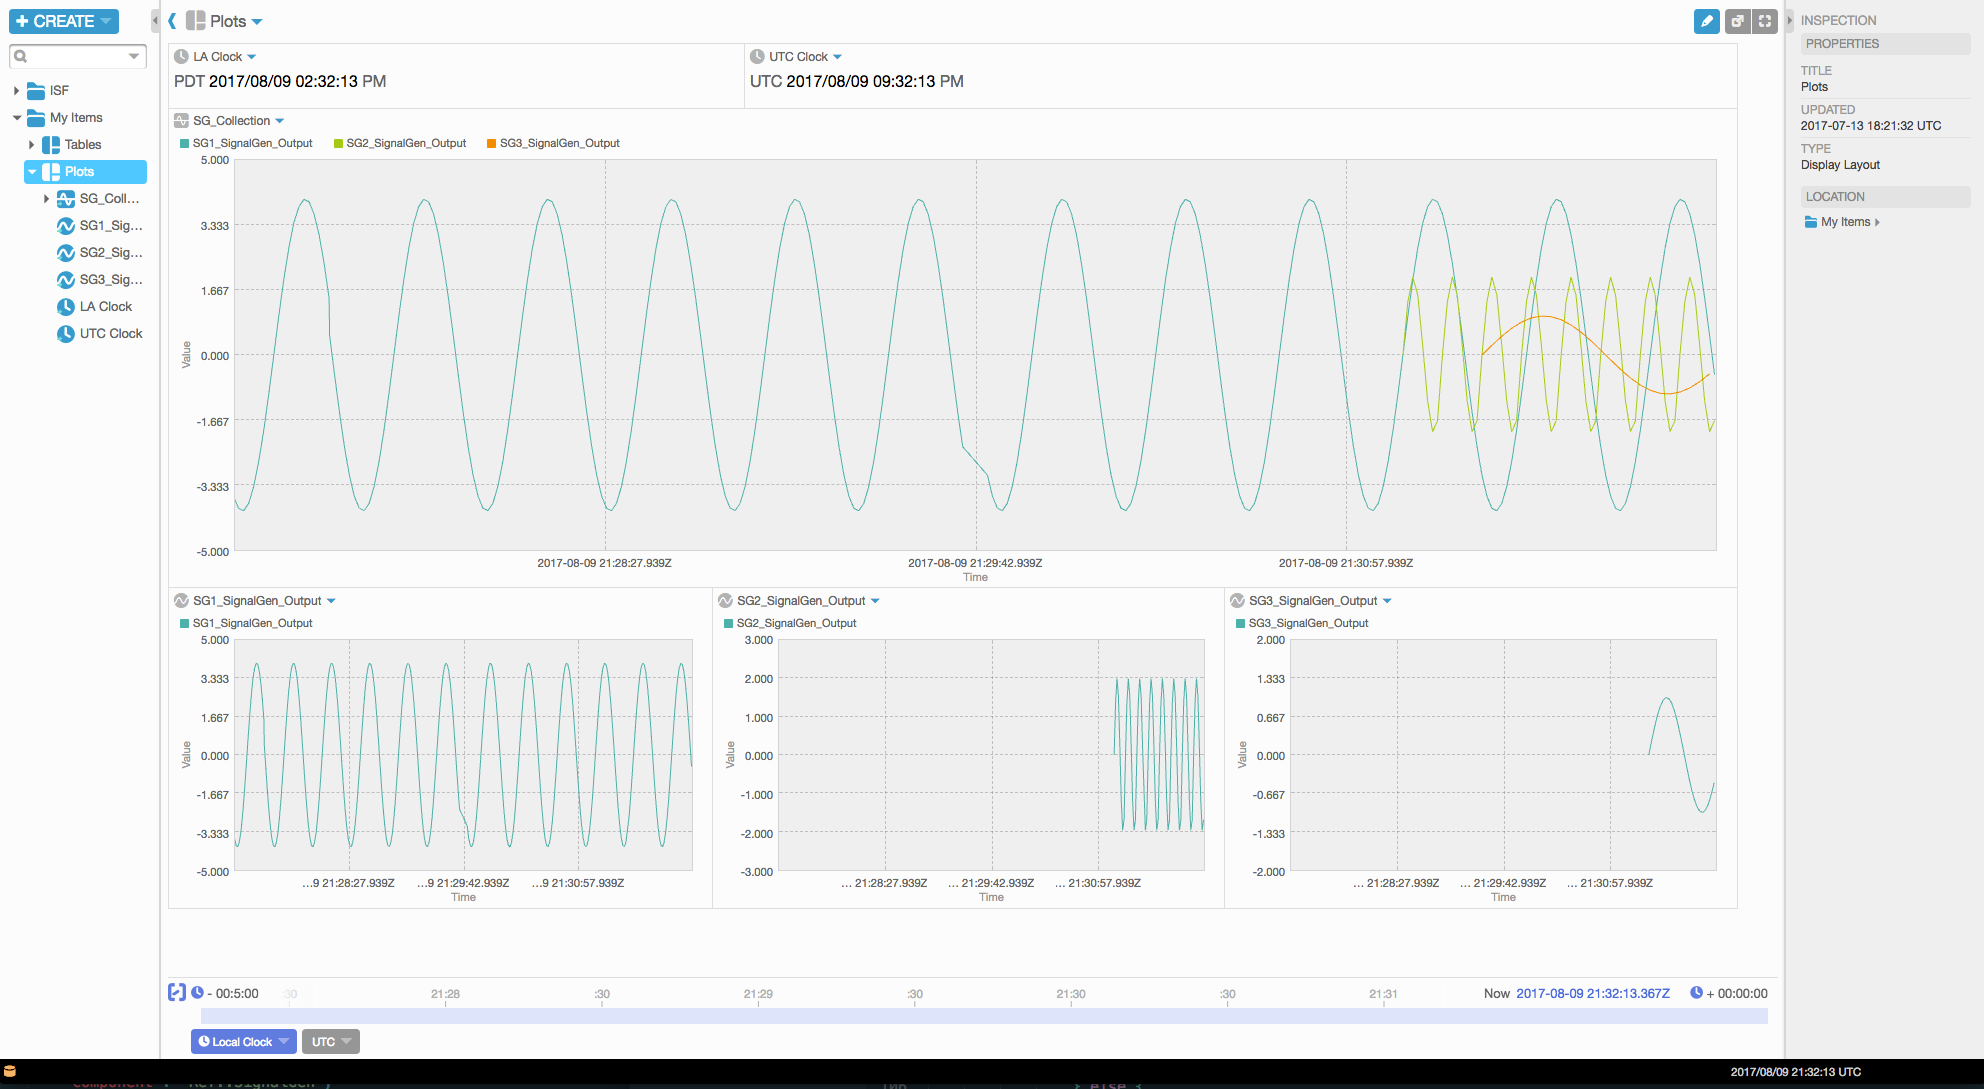 CREATE
Plots
LA Clock
UTC Clock
PDT 2017/08/09 02:32:13 PM
UTC 2017/08/09 09:32:13 PM
ISF
My Items
Tables
Plots
SG_Coll...
SG1_Sig...
SG2_Sig...
SG3_Sig...
LA Clock
UTC Clock
SG_Collection
SG1_SignalGen_Output SG2_SignalGen_Output SG3_SignalGen_Output
5.000
3.333
1.667
0.000
-1.667
-3.333
-5.000
Value
2017-08-09 21:28:27.939Z 2017-08-09 21:29:42.939Z 2017-08-09 21:30:57.939Z
Time
SG1_SignalGen_Output
SG1_SignalGen_Output
5.000
3.333
1.667
0.000
-1.667
-3.333
-5.000
Value
...9 21:28:27.939Z ...9 21:29:42.939Z ...9 21:30:57.939Z
Time
SG2_SignalGen_Output
SG2_SignalGen_Output
3.000
2.000
1.000
0.000
-1.000
-2.000
-3.000
Value
... 21:28:27.939Z ... 21:29:42.939Z ... 21:30:57.939Z
Time
SG3_SignalGen_Output
SG3_SignalGen_Output
2.000
1.333
0.667
0.000
-0.667
-1.333
-2.000
Value
... 21:28:27.939Z ... 21:29:42.939Z ... 21:30:57.939Z
Time
- 00:5:00 :30 21:28 :30 21:29 :30 21:30 :30 21:31 Now 2017-08-09 21:32:13.367Z + 00:00:00
Local Clock UTC
INSPECTION
PROPERTIES
TITLE
Plots
UPDATED
2017-07-13 18:21:32 UTC
TYPE
Display Layout
LOCATION
My Items
2017/08/09 21:32:13 UTC